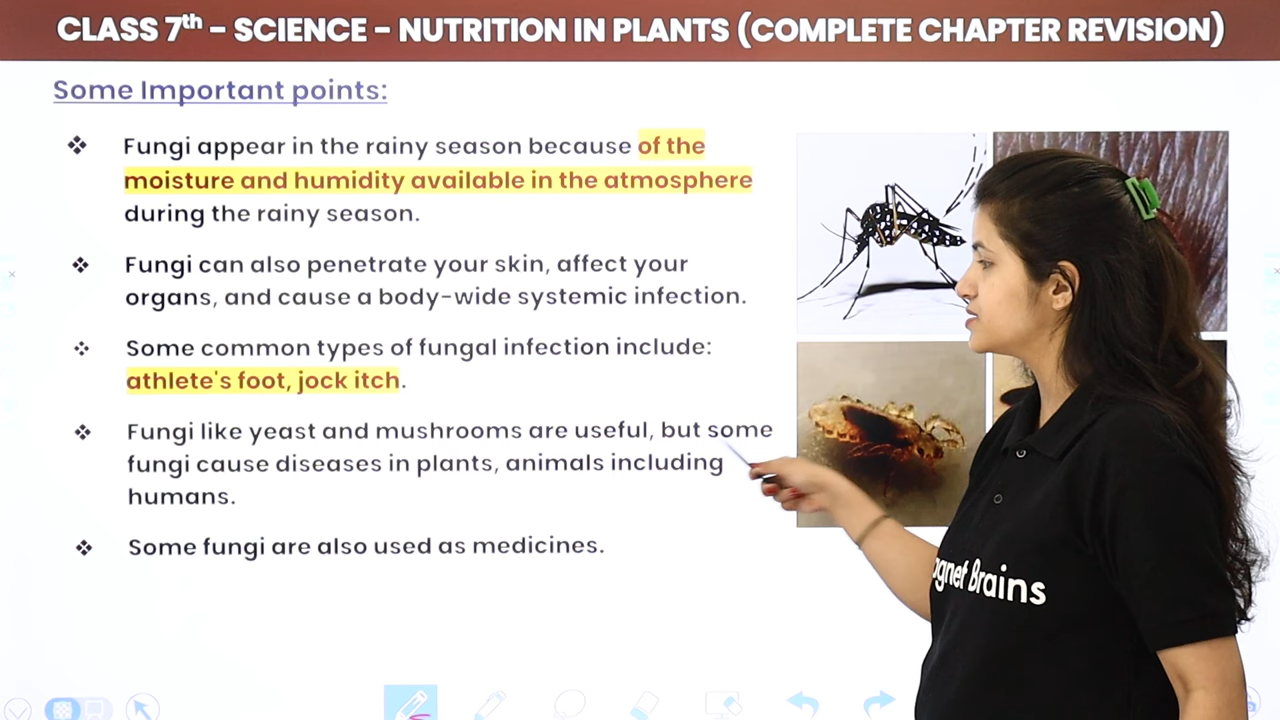 CLASS 7th - SCIENCE - NUTRITION IN PLANTS (COMPLETE CHAPTER REVISION)
Some Important points:
❖ Fungi appear in the rainy season because of the
moisture and humidity available in the atmosphere
during the rainy season.
❖ Fungi can also penetrate your skin, affect your
organs, and cause a body-wide systemic infection.
❖ Some common types of fungal infection include:
athlete's foot, jock itch.
❖ Fungi like yeast and mushrooms are useful, but some
fungi cause diseases in plants, animals including
humans.
❖ Some fungi are also used as medicines.
agnet Brains